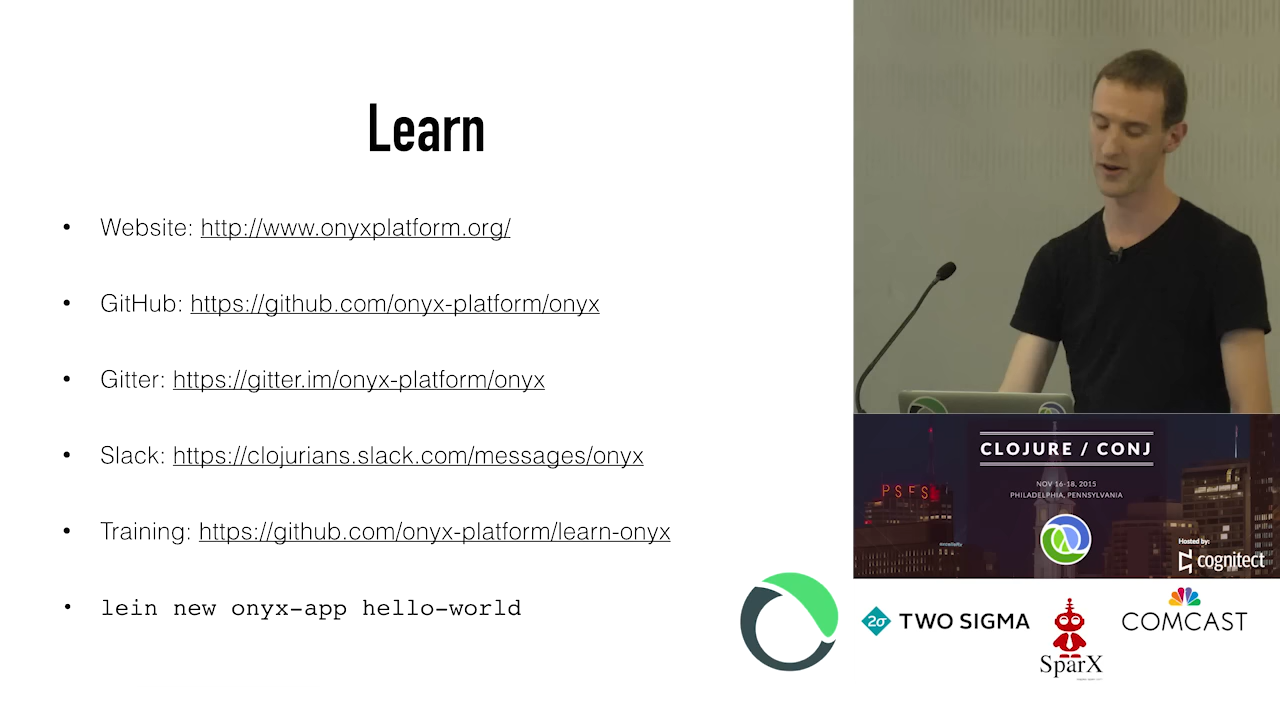 Learn
• Website: http://www.onyxplatform.org/
• GitHub: https://github.com/onyx-platform/onyx
• Gitter: https://gitter.im/onyx-platform/onyx
• Slack: https://clojurians.slack.com/messages/onyx
• Training: https://github.com/onyx-platform/learn-onyx
• lein new onyx-app hello-world
CLOJURE / CONJ
NOV 16-18, 2015
PHILADELPHIA, PENNSYLVANIA
PSFS
Hosted by:
cognitect
2σ TWO SIGMA
SparX
COMCAST